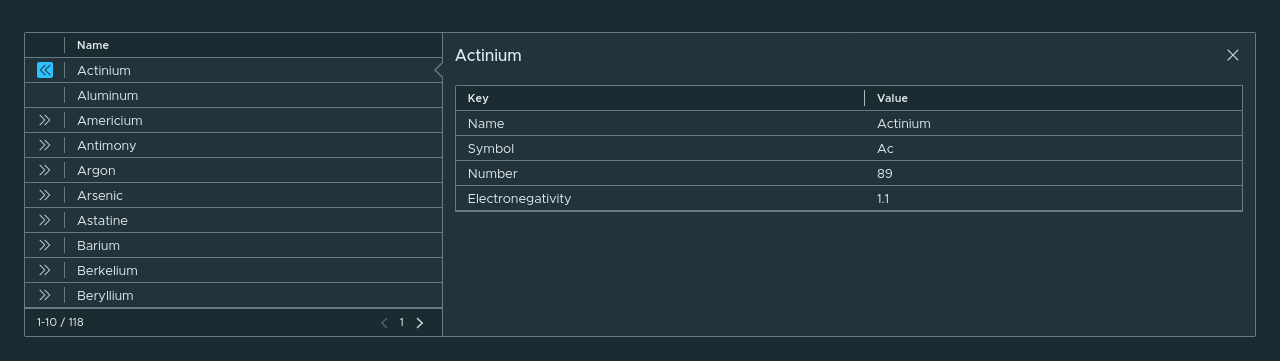 Name
Actinium
Aluminum
Americium
Antimony
Argon
Arsenic
Astatine
Barium
Berkelium
Beryllium
1-10 / 118
1
Actinium
Key Value
Name Actinium
Symbol Ac
Number 89
Electronegativity 1.1